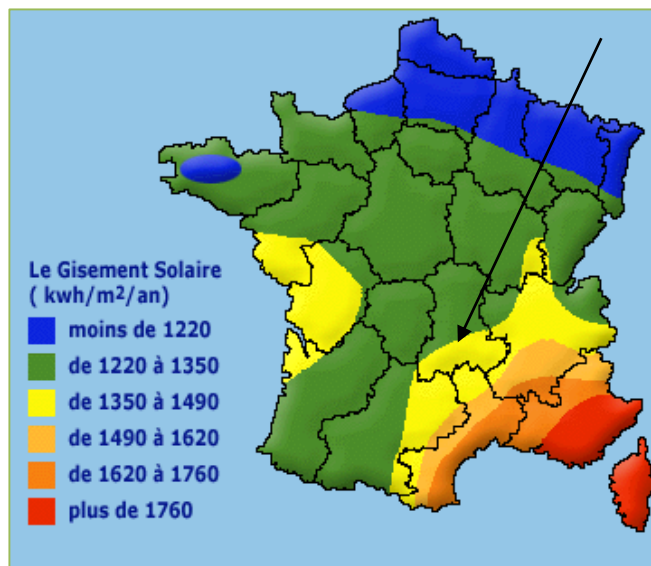 Le Gisement Solaire
( kwh/m²/an)
moins de 1220
de 1220 à 1350
de 1350 à 1490
de 1490 à 1620
de 1620 à 1760
plus de 1760